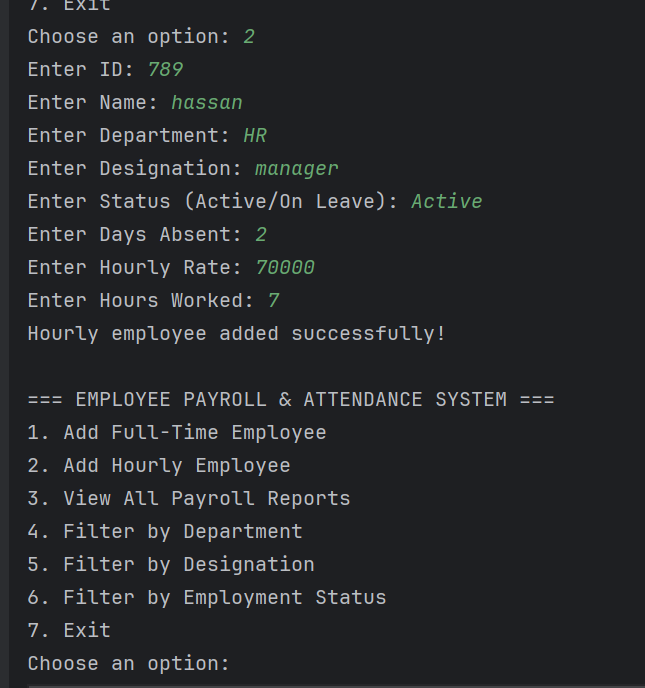 7. Exit
Choose an option: 2
Enter ID: 789
Enter Name: hassan
Enter Department: HR
Enter Designation: manager
Enter Status (Active/On Leave): Active
Enter Days Absent: 2
Enter Hourly Rate: 70000
Enter Hours Worked: 7
Hourly employee added successfully!
=== EMPLOYEE PAYROLL & ATTENDANCE SYSTEM ===
1. Add Full-Time Employee
2. Add Hourly Employee
3. View All Payroll Reports
4. Filter by Department
5. Filter by Designation
6. Filter by Employment Status
7. Exit
Choose an option: